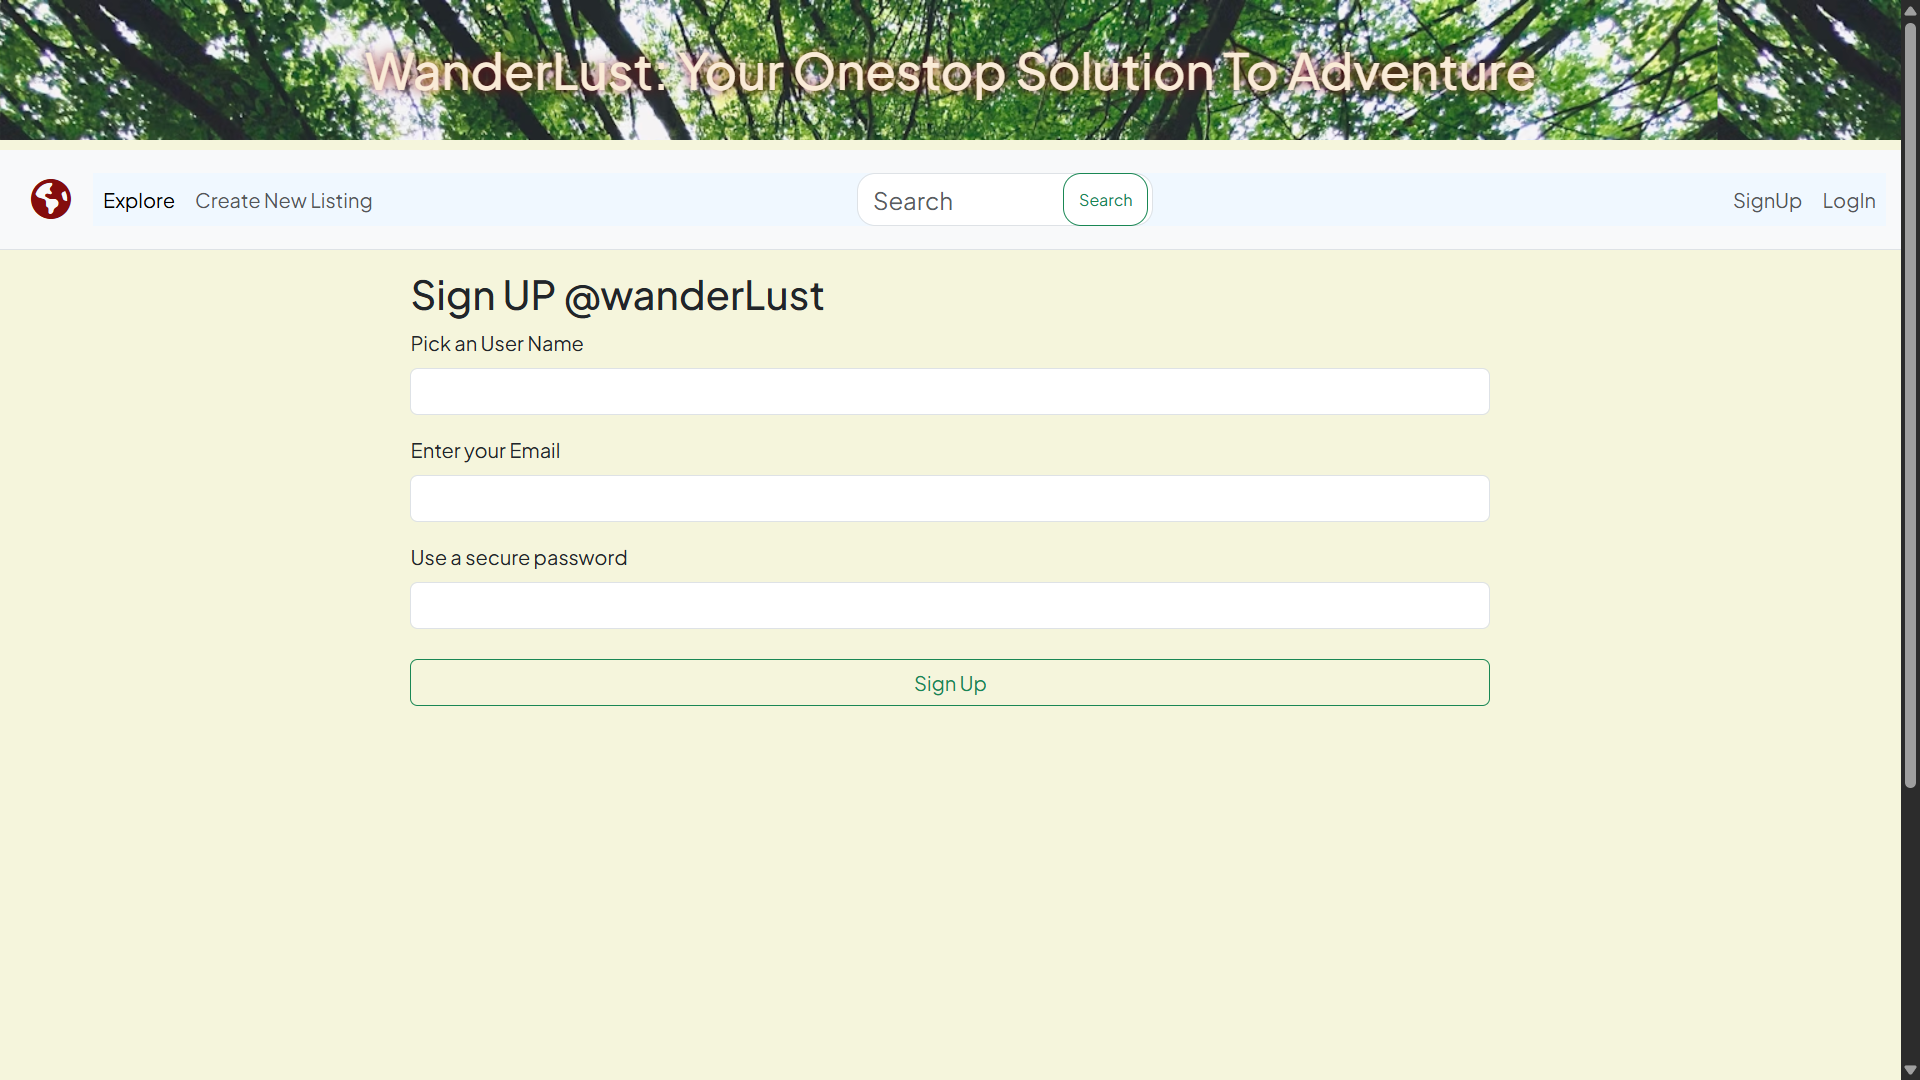 WanderLust: Your Onestop Solution To Adventure
Explore Create New Listing Search Search SignUp LogIn
Sign UP @wanderLust
Pick an User Name
Enter your Email
Use a secure password
Sign Up